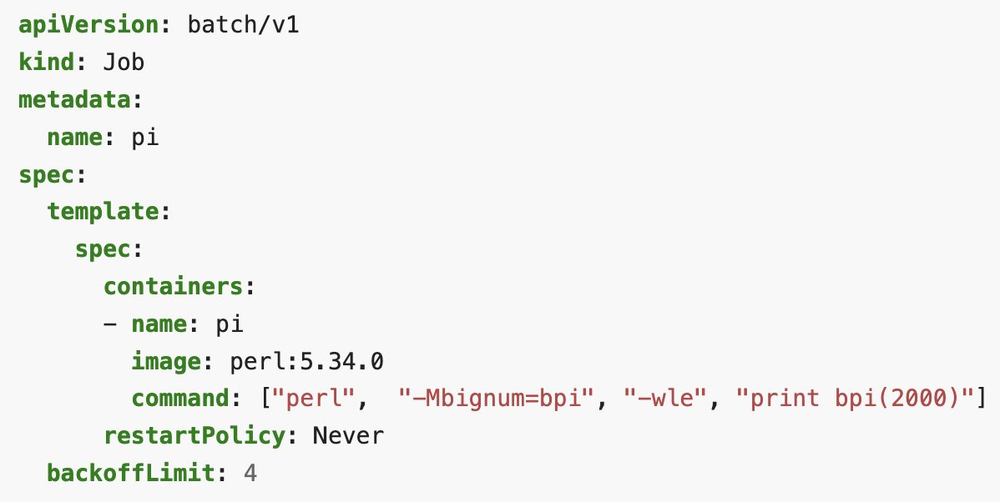 apiVersion: batch/v1
kind: Job
metadata:
  name: pi
spec:
  template:
    spec:
      containers:
      - name: pi
        image: perl:5.34.0
        command: ["perl",  "-Mbignum=bpi", "-wle", "print bpi(2000)"]
      restartPolicy: Never
  backoffLimit: 4